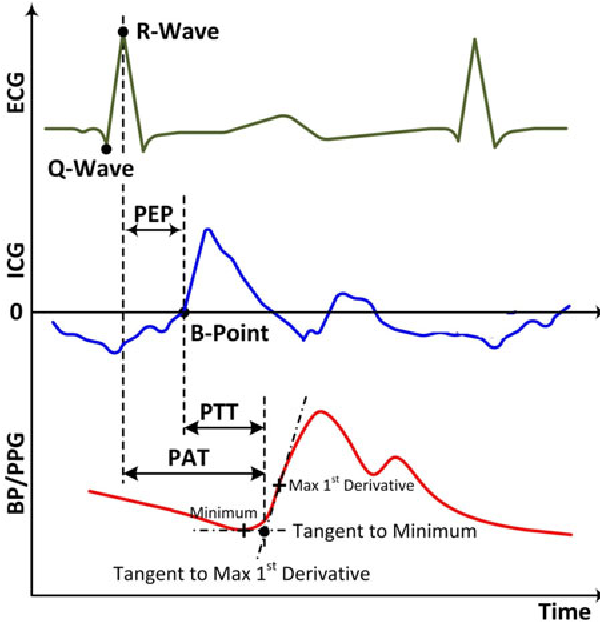 R-Wave
ECG
Q-Wave
PEP
ICG
0
B-Point
PTT
PAT
BP/PPG
Max 1st Derivative
Minimum
Tangent to Minimum
Tangent to Max 1st Derivative
Time